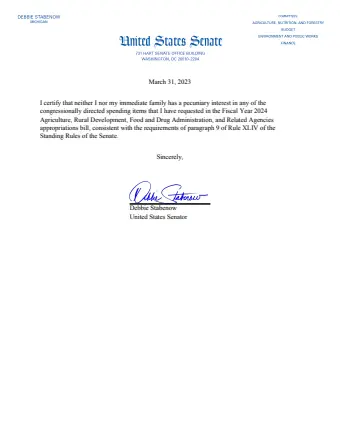 DEBBIE STABENOW
MICHIGAN
COMMITTEES:
AGRICULTURE, NUTRITION, AND FORESTRY
BUDGET
ENVIRONMENT AND PUBLIC WORKS
FINANCE
United States Senate
731 HART SENATE OFFICE BUILDING
WASHINGTON, DC 20510-2204
March 31, 2023
I certify that neither I nor my immediate family has a pecuniary interest in any of the
congressionally directed spending items that I have requested in the Fiscal Year 2024
Agriculture, Rural Development, Food and Drug Administration, and Related Agencies
appropriations bill, consistent with the requirements of paragraph 9 of Rule XLIV of the
Standing Rules of the Senate.
Sincerely,
Debbie Stabenow
Debbie Stabenow
United States Senator